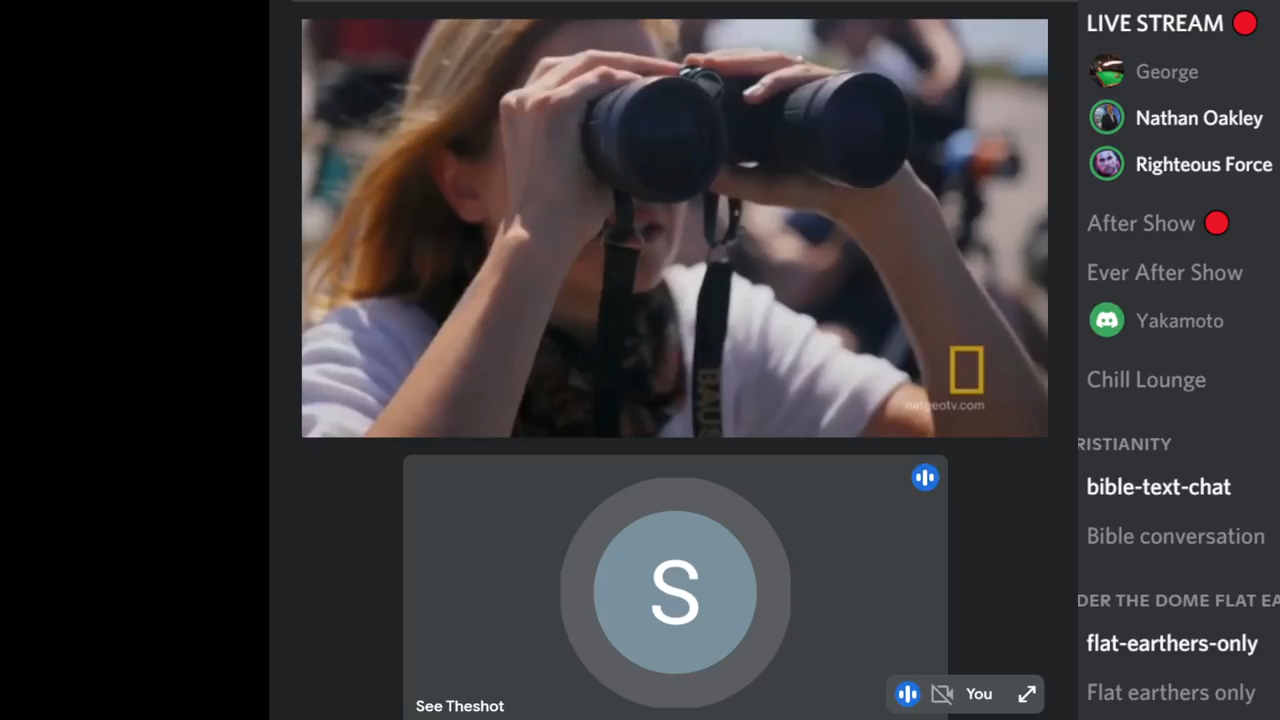 LIVE STREAM
George
Nathan Oakley
Righteous Force
After Show
Ever After Show
Yakamoto
Chill Lounge
RISTIANITY
bible-text-chat
Bible conversation
DER THE DOME FLAT EA
flat-earthers-only
Flat earthers only
BAUS
natgeotv.com
S
See Theshot
You